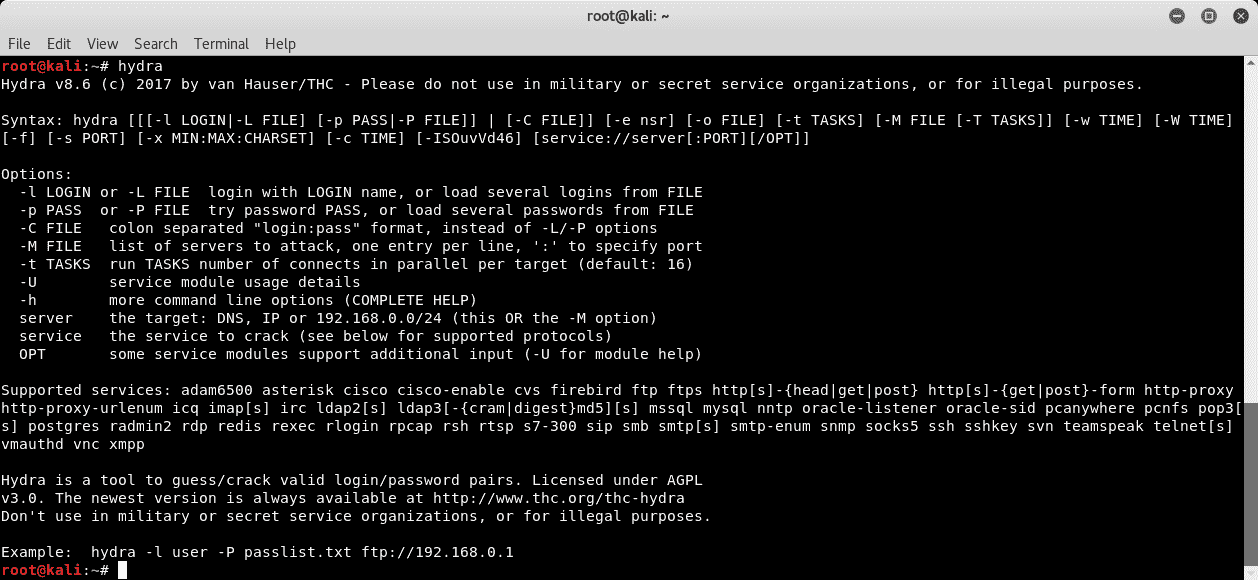 root@kali: ~
File Edit View Search Terminal Help
root@kali:~# hydra
Hydra v8.6 (c) 2017 by van Hauser/THC - Please do not use in military or secret service organizations, or for illegal purposes.
Syntax: hydra [[[-l LOGIN|-L FILE] [-p PASS|-P FILE]] | [-C FILE]] [-e nsr] [-o FILE] [-t TASKS] [-M FILE [-T TASKS]] [-w TIME] [-W TIME]
[-f] [-s PORT] [-x MIN:MAX:CHARSET] [-c TIME] [-ISOuvVd46] [service://server[:PORT][/OPT]]
Options:
  -l LOGIN or -L FILE  login with LOGIN name, or load several logins from FILE
  -p PASS  or -P FILE  try password PASS, or load several passwords from FILE
  -C FILE   colon separated "login:pass" format, instead of -L/-P options
  -M FILE   list of servers to attack, one entry per line, ':' to specify port
  -t TASKS  run TASKS number of connects in parallel per target (default: 16)
  -U        service module usage details
  -h        more command line options (COMPLETE HELP)
  server    the target: DNS, IP or 192.168.0.0/24 (this OR the -M option)
  service   the service to crack (see below for supported protocols)
  OPT       some service modules support additional input (-U for module help)
Supported services: adam6500 asterisk cisco cisco-enable cvs firebird ftp ftps http[s]-{head|get|post} http[s]-{get|post}-form http-proxy
http-proxy-urlenum icq imap[s] irc ldap2[s] ldap3[-{cram|digest}md5][s] mssql mysql nntp oracle-listener oracle-sid pcanywhere pcnfs pop3[
s] postgres radmin2 rdp redis rexec rlogin rpcap rsh rtsp s7-300 sip smb smtp[s] smtp-enum snmp socks5 ssh sshkey svn teamspeak telnet[s]
vmauthd vnc xmpp
Hydra is a tool to guess/crack valid login/password pairs. Licensed under AGPL
v3.0. The newest version is always available at http://www.thc.org/thc-hydra
Don't use in military or secret service organizations, or for illegal purposes.
Example:  hydra -l user -P passlist.txt ftp://192.168.0.1
root@kali:~#